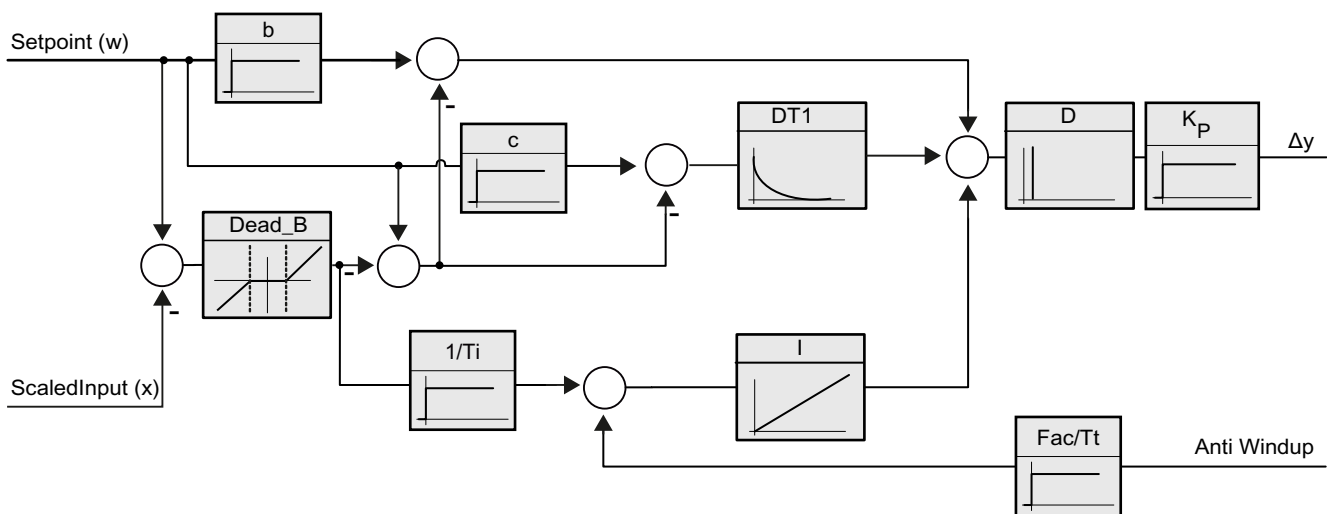 b
Setpoint (w)
-
DT1
D
K_P
c
Δy
-
Dead_B
-
-
1/Ti
I
ScaledInput (x)
Fac/Tt
Anti Windup